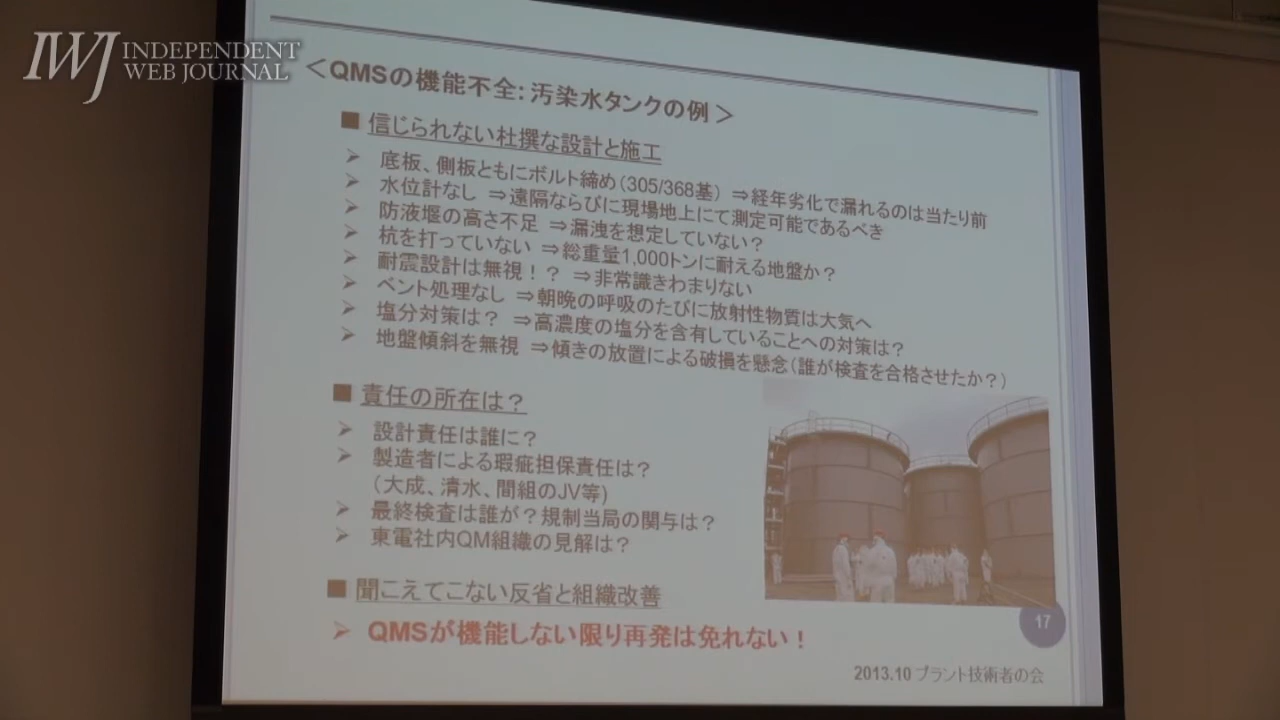 IWJ INDEPENDENT
WEB JOURNAL
＜QMSの機能不全：汚染水タンクの例＞
■ 信じられない杜撰な設計と施工
➢ 底板、側板ともにボルト締め（305/368基） ⇒経年劣化で漏れるのは当たり前
➢ 水位計なし ⇒遠隔ならびに現場地上にて測定可能であるべき
➢ 防液堰の高さ不足 ⇒漏洩を想定していない？
➢ 杭を打っていない ⇒総重量1,000トンに耐える地盤か？
➢ 耐震設計は無視！？ ⇒非常識きわまりない
➢ ベント処理なし ⇒朝晩の呼吸のたびに放射性物質は大気へ
➢ 塩分対策は？ ⇒高濃度の塩分を含有していることへの対策は？
➢ 地盤傾斜を無視 ⇒傾きの放置による破損を懸念（誰が検査を合格させたか？）
■ 責任の所在は？
➢ 設計責任は誰に？
➢ 製造者による瑕疵担保責任は？
（大成、清水、間組のJV等)
➢ 最終検査は誰が？規制当局の関与は？
➢ 東電社内QM組織の見解は？
■ 聞こえてこない反省と組織改善
➢ QMSが機能しない限り再発は免れない！
17
2013.10 プラント技術者の会